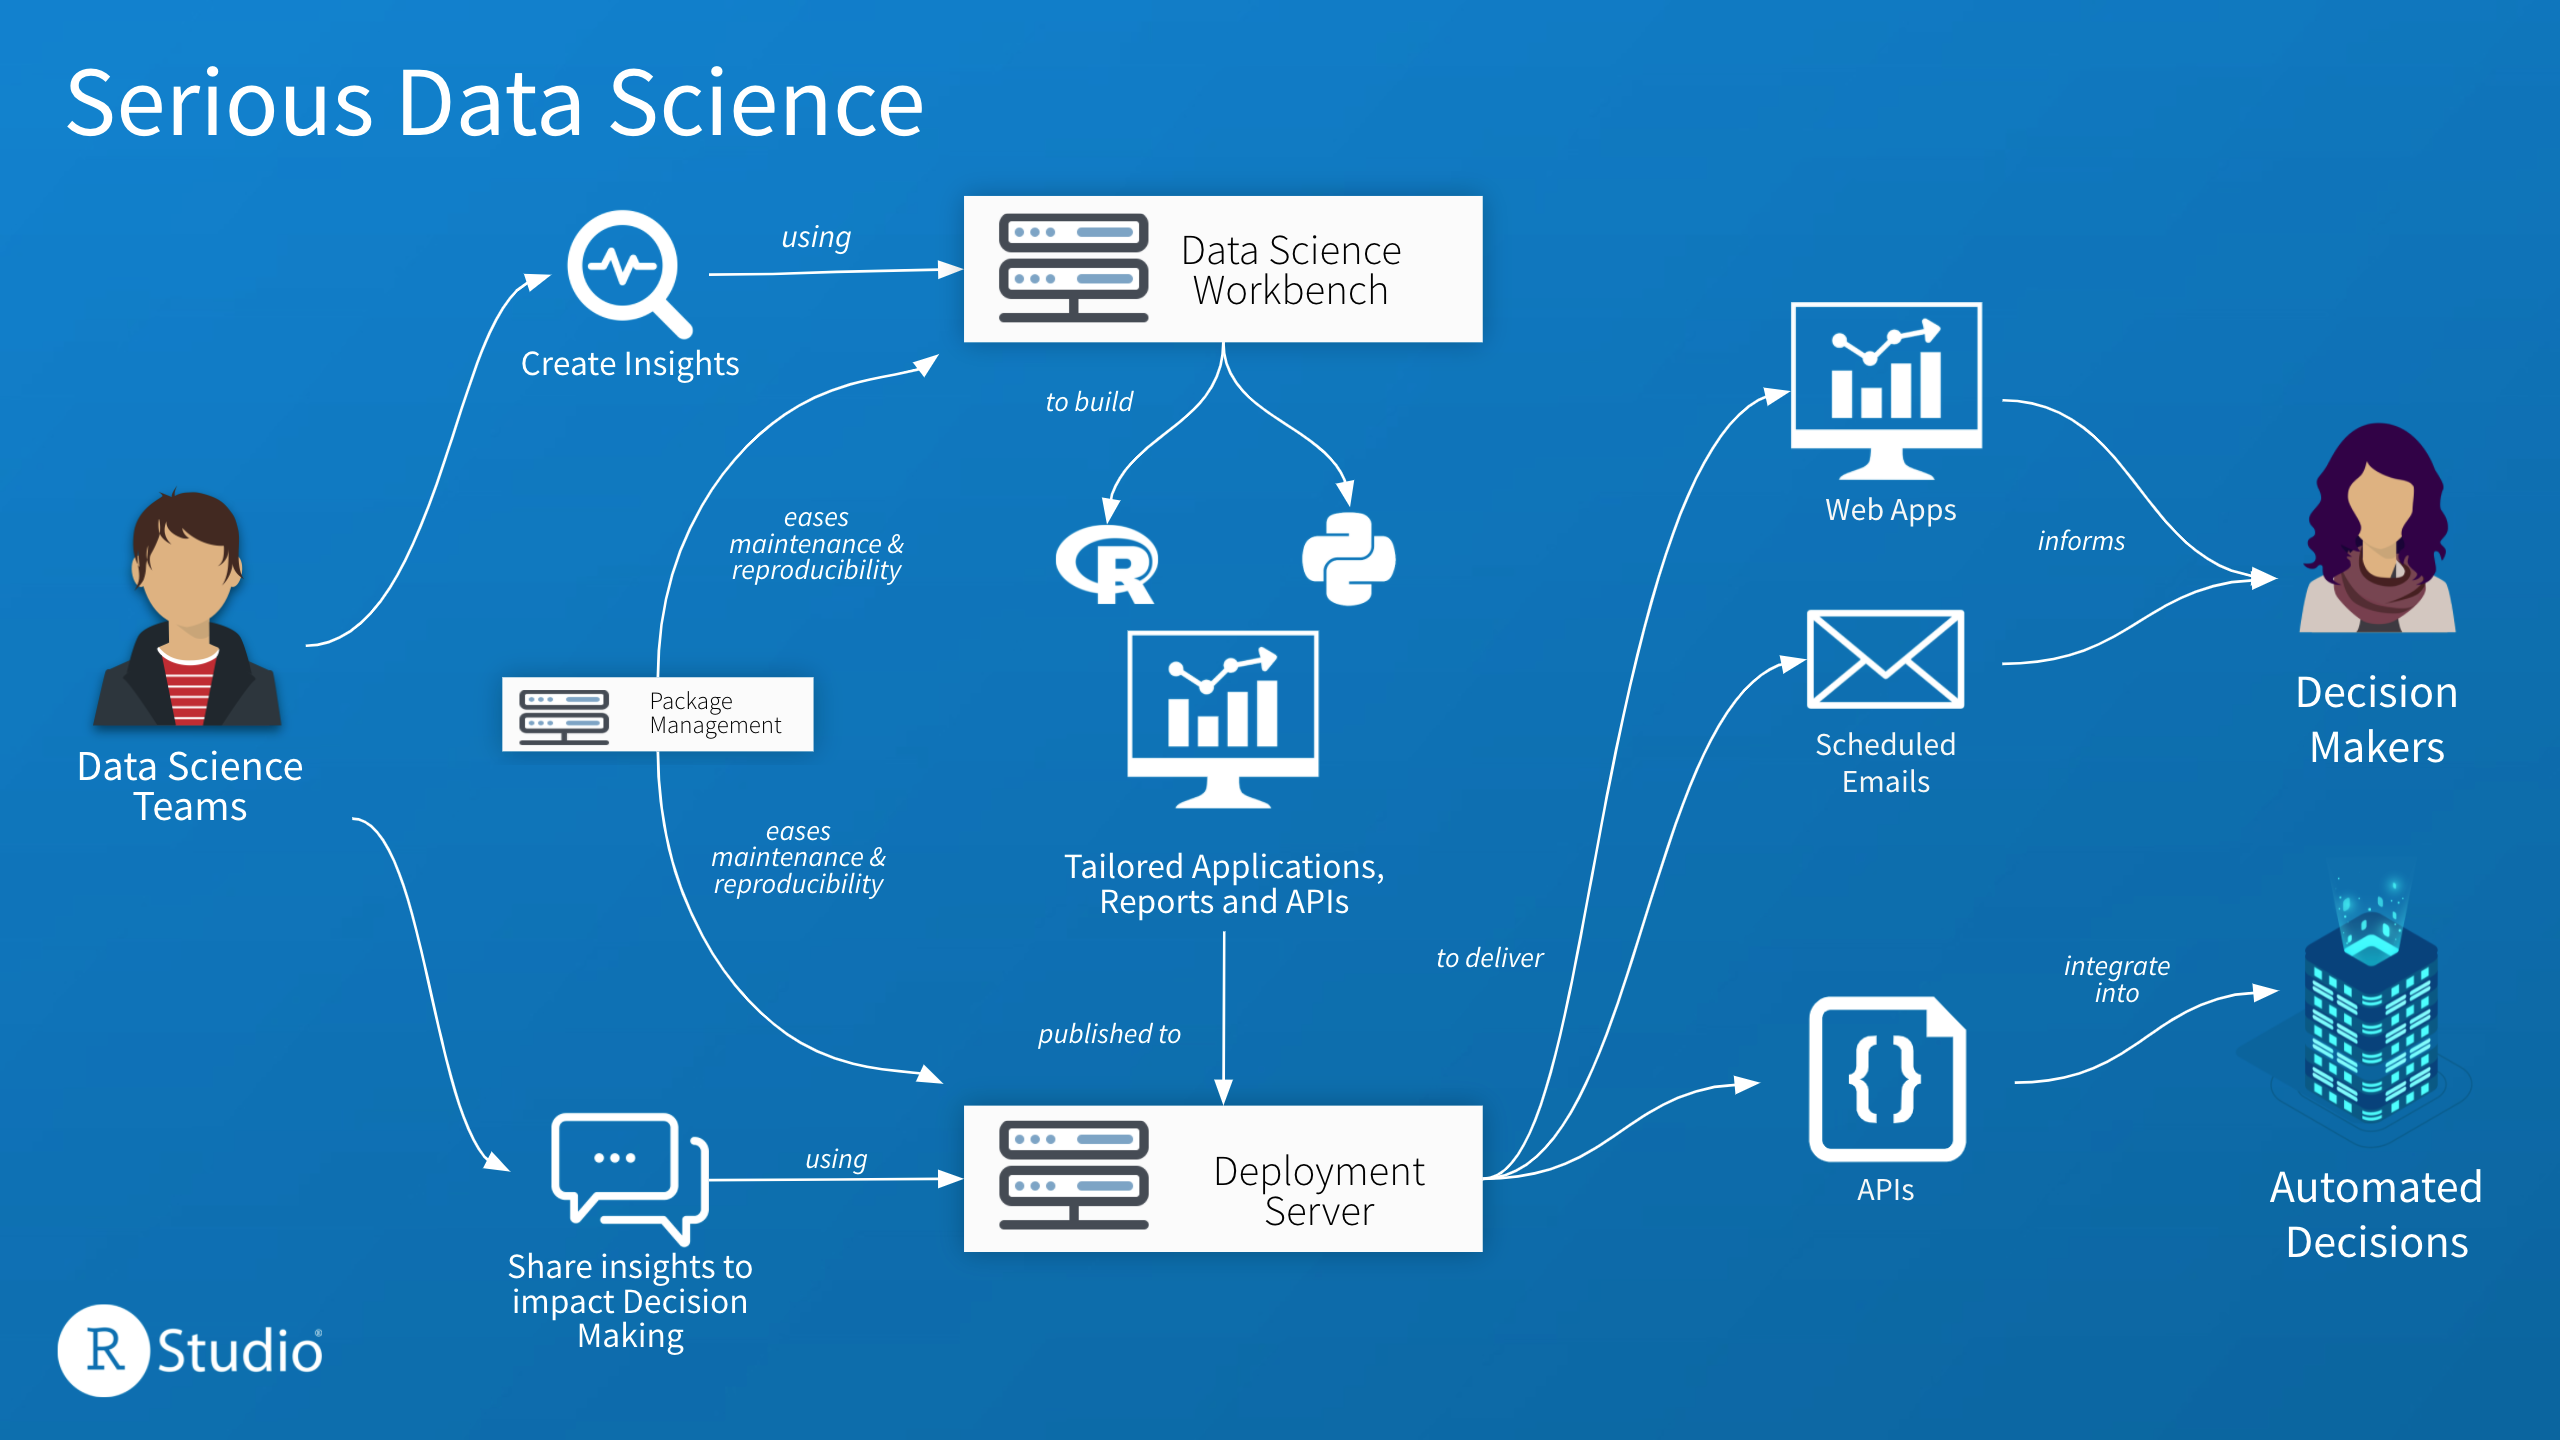 Serious Data Science
using
Data Science
Workbench
Create Insights
to build
eases
maintenance &
reproducibility
R
Web Apps
informs
Package
Management
Decision
Makers
Data Science
Teams
Scheduled
Emails
eases
maintenance &
reproducibility
Tailored Applications,
Reports and APIs
to deliver
integrate
into
published to
{}
APIs
using
Deployment
Server
Automated
Decisions
Share insights to
impact Decision
Making
R Studio®